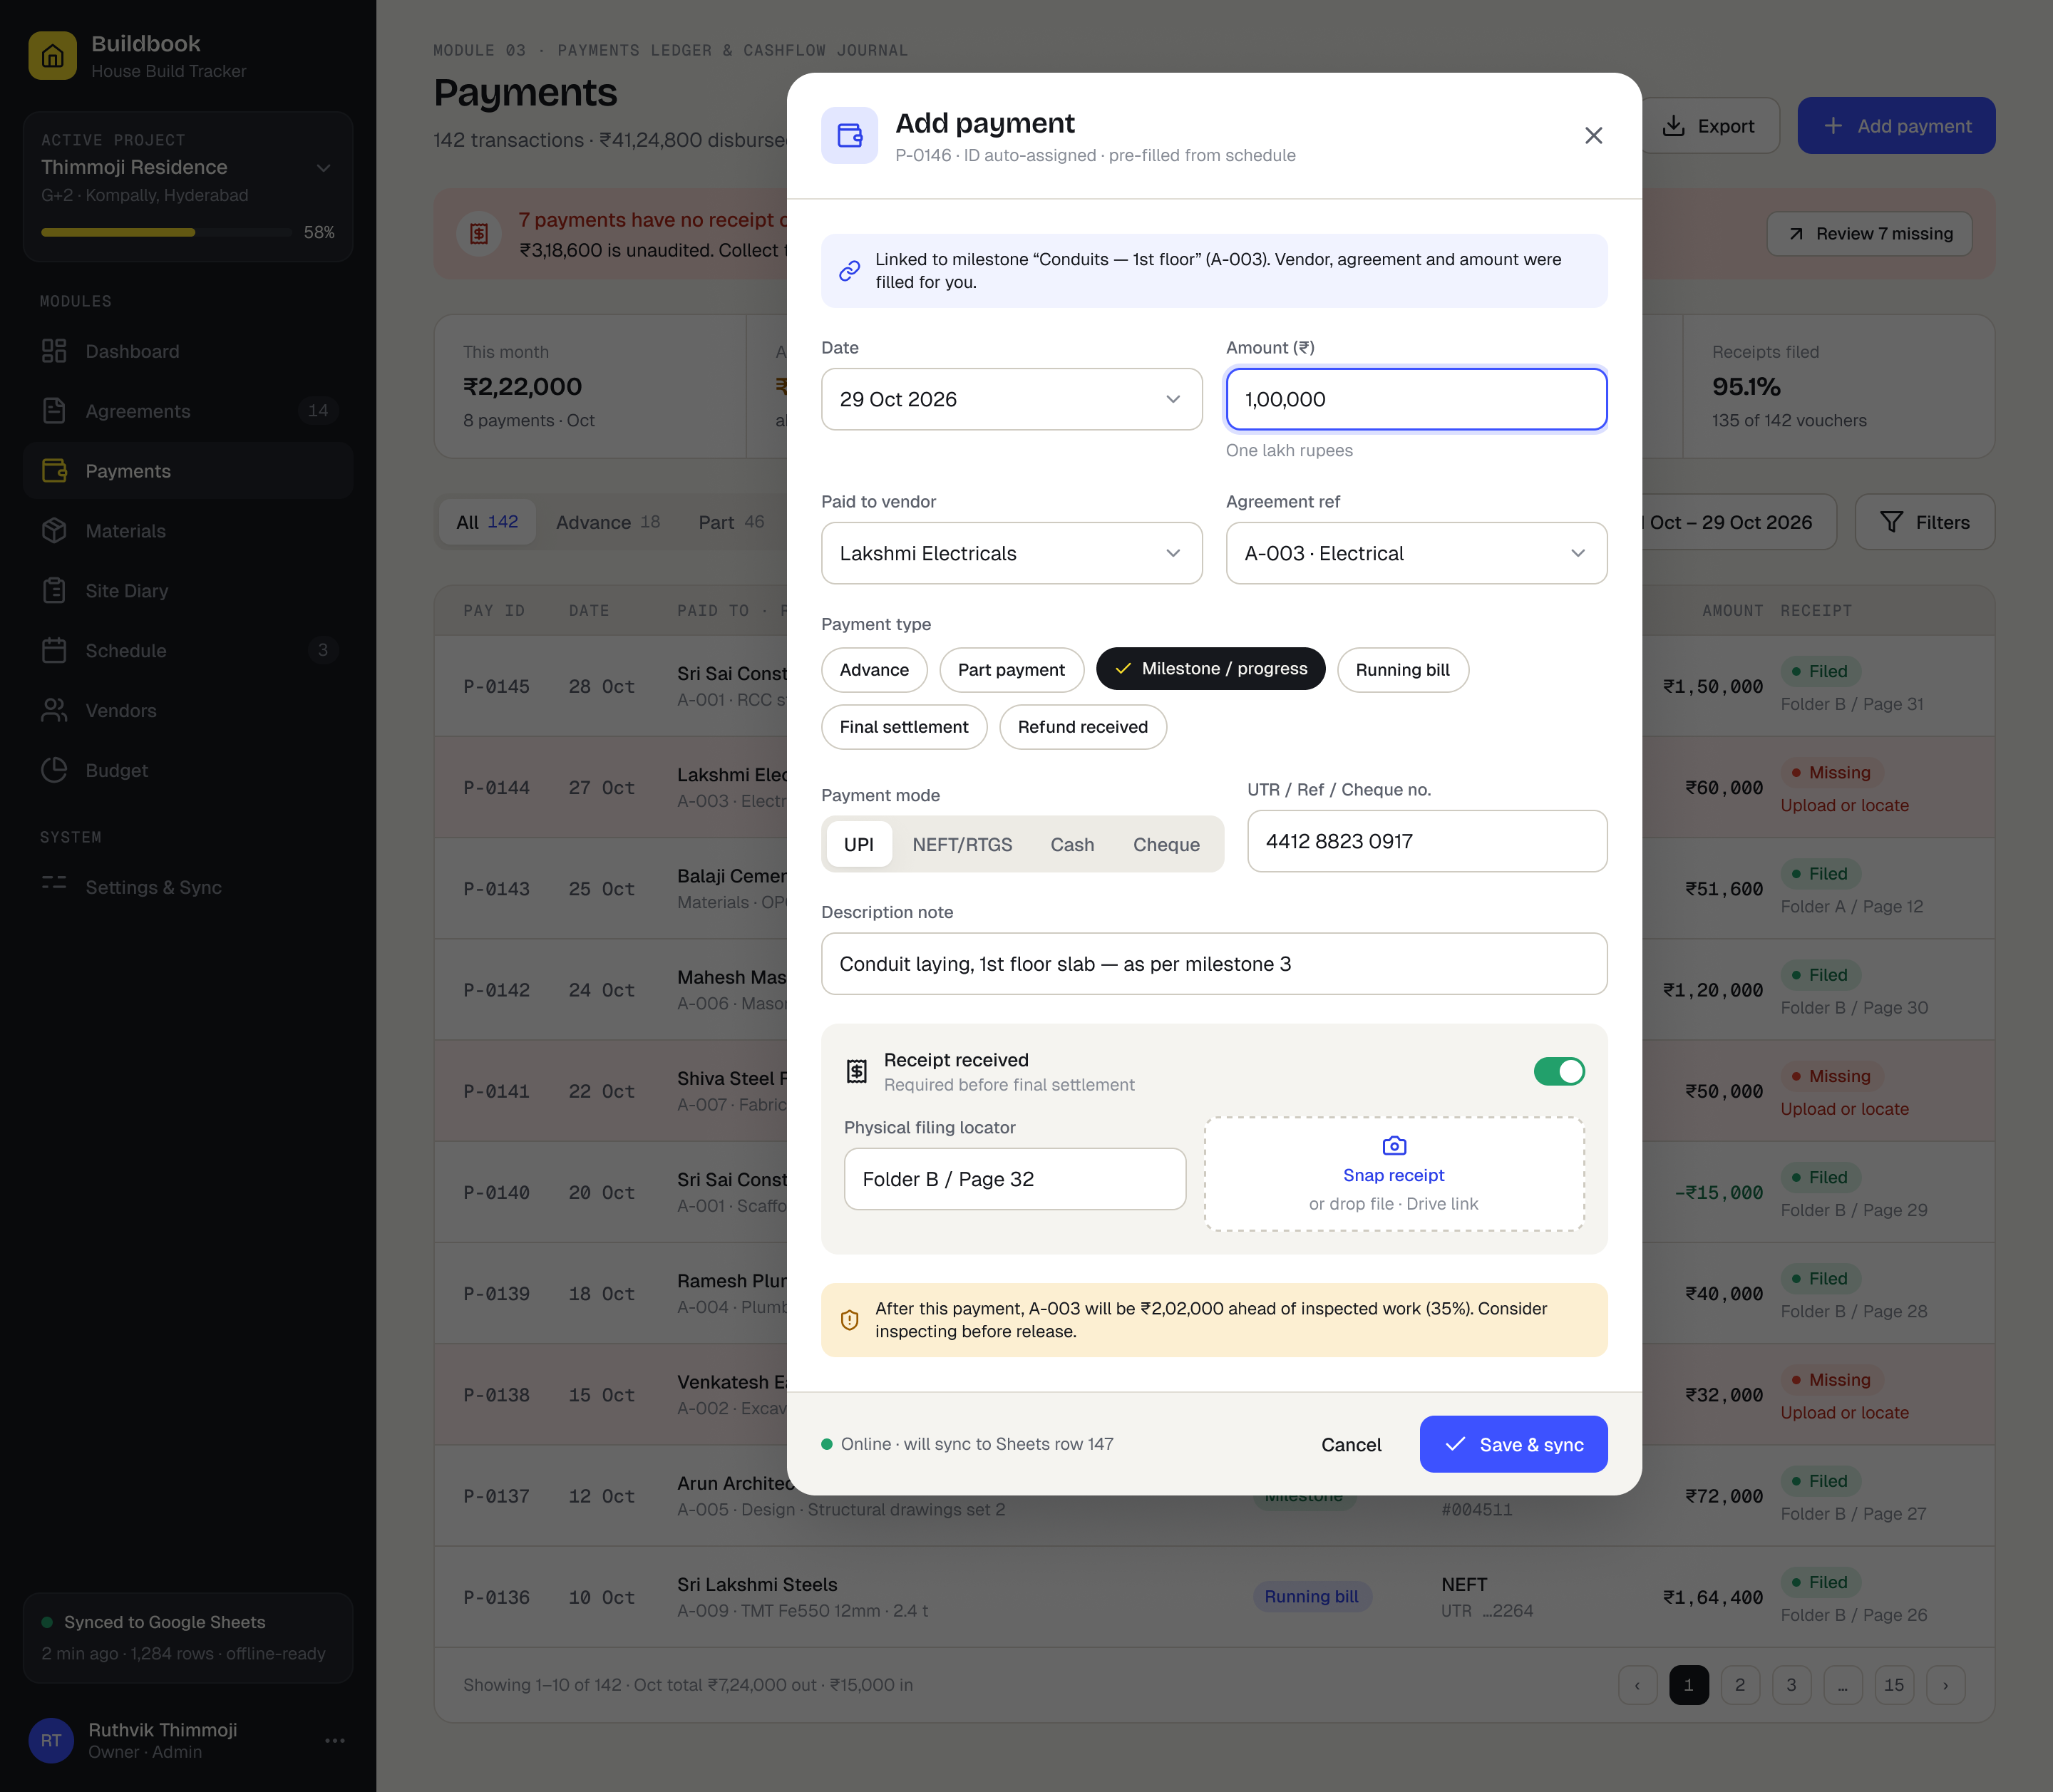 Buildbook
House Build Tracker
ACTIVE PROJECT
Thimmoji Residence
G+2 · Kompally, Hyderabad
58%
MODULES
Dashboard
Agreements 14
Payments
Materials
Site Diary
Schedule 3
Vendors
Budget
SYSTEM
Settings & Sync
Synced to Google Sheets
2 min ago · 1,284 rows · offline-ready
RT
Ruthvik Thimmoji
Owner · Admin
MODULE 03 · PAYMENTS LEDGER & CASHFLOW JOURNAL
Payments
142 transactions · ₹41,24,800
Export
Add payment
7 payments have no receipt
₹3,18,600 is unaudited. Collect
Review 7 missing
This month
₹2,22,000
8 payments · Oct
Receipts filed
95.1%
135 of 142 vouchers
All 142 Advance 18 Part 46
Oct – 29 Oct 2026
Filters
PAY ID DATE PAID TO · AMOUNT RECEIPT
P-0145 28 Oct Sri Sai ₹1,50,000 Filed
A-001 · RCC Folder B / Page 31
P-0144 27 Oct Lakshmi ₹60,000 Missing
A-003 · Upload or locate
P-0143 25 Oct Balaji ₹51,600 Filed
Materials · Folder A / Page 12
P-0142 24 Oct Mahesh ₹1,20,000 Filed
A-006 · Folder B / Page 30
P-0141 22 Oct Shiva Steel ₹50,000 Missing
A-007 · Upload or locate
P-0140 20 Oct Sri Sai −₹15,000 Filed
A-001 · Folder B / Page 29
P-0139 18 Oct Ramesh ₹40,000 Filed
A-004 · Folder B / Page 28
P-0138 15 Oct Venkatesh ₹32,000 Missing
A-002 · Upload or locate
P-0137 12 Oct Arun ₹72,000 Filed
A-005 · Design · Structural drawings set 2 Milestone #004511 Folder B / Page 27
P-0136 10 Oct Sri Lakshmi Steels Running bill NEFT ₹1,64,400 Filed
A-009 · TMT Fe550 12mm · 2.4 t UTR …2264 Folder B / Page 26
Showing 1–10 of 142 · Oct total ₹7,24,000 out · ₹15,000 in
‹ 1 2 3 … 15 ›
Add payment
P-0146 · ID auto-assigned · pre-filled from schedule
Linked to milestone “Conduits — 1st floor” (A-003). Vendor, agreement and amount were
filled for you.
Date
29 Oct 2026
Amount (₹)
1,00,000
One lakh rupees
Paid to vendor
Lakshmi Electricals
Agreement ref
A-003 · Electrical
Payment type
Advance Part payment Milestone / progress Running bill
Final settlement Refund received
Payment mode
UPI NEFT/RTGS Cash Cheque
UTR / Ref / Cheque no.
4412 8823 0917
Description note
Conduit laying, 1st floor slab — as per milestone 3
Receipt received
Required before final settlement
Physical filing locator
Folder B / Page 32
Snap receipt
or drop file · Drive link
After this payment, A-003 will be ₹2,02,000 ahead of inspected work (35%). Consider
inspecting before release.
Online · will sync to Sheets row 147
Cancel
Save & sync